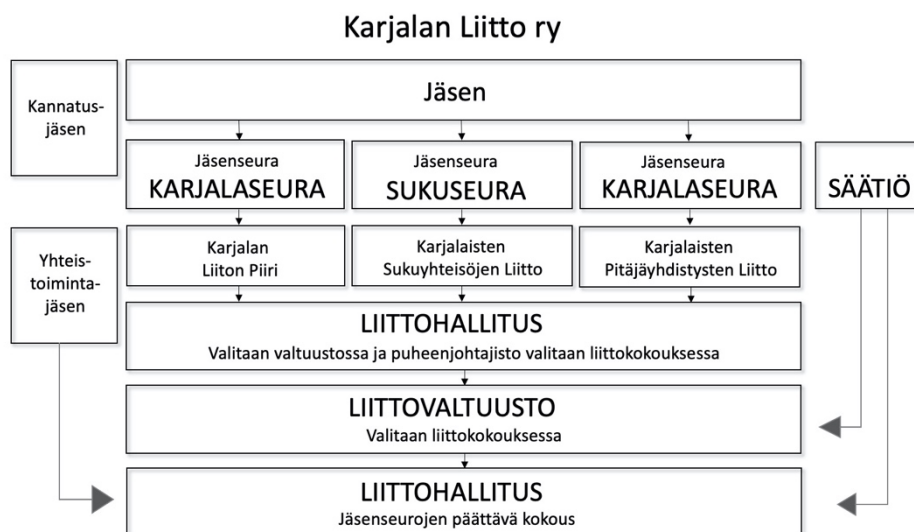 Karjalan Liitto ry
Kannatus-
jäsen
Jäsen
Jäsenseura
KARJALASEURA
Jäsenseura
SUKUSEURA
Jäsenseura
KARJALASEURA
SÄÄTIÖ
Yhteis-
toiminta-
jäsen
Karjalan
Liiton Piiri
Karjalaisten
Sukuyhteisöjen Liitto
Karjalaisten
Pitäjäyhdistysten Liitto
LIITTOHALLITUS
Valitaan valtuustossa ja puheenjohtajisto valitaan liittokokouksessa
LIITTOVALTUUSTO
Valitaan liittokokouksessa
LIITTOHALLITUS
Jäsenseurojen päättävä kokous